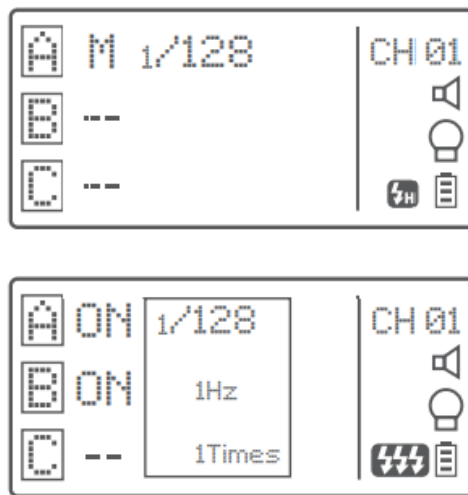 A M 1/128 CH 01
B --
C --
H
A ON 1/128 CH 01
B ON 1Hz
C -- 1Times